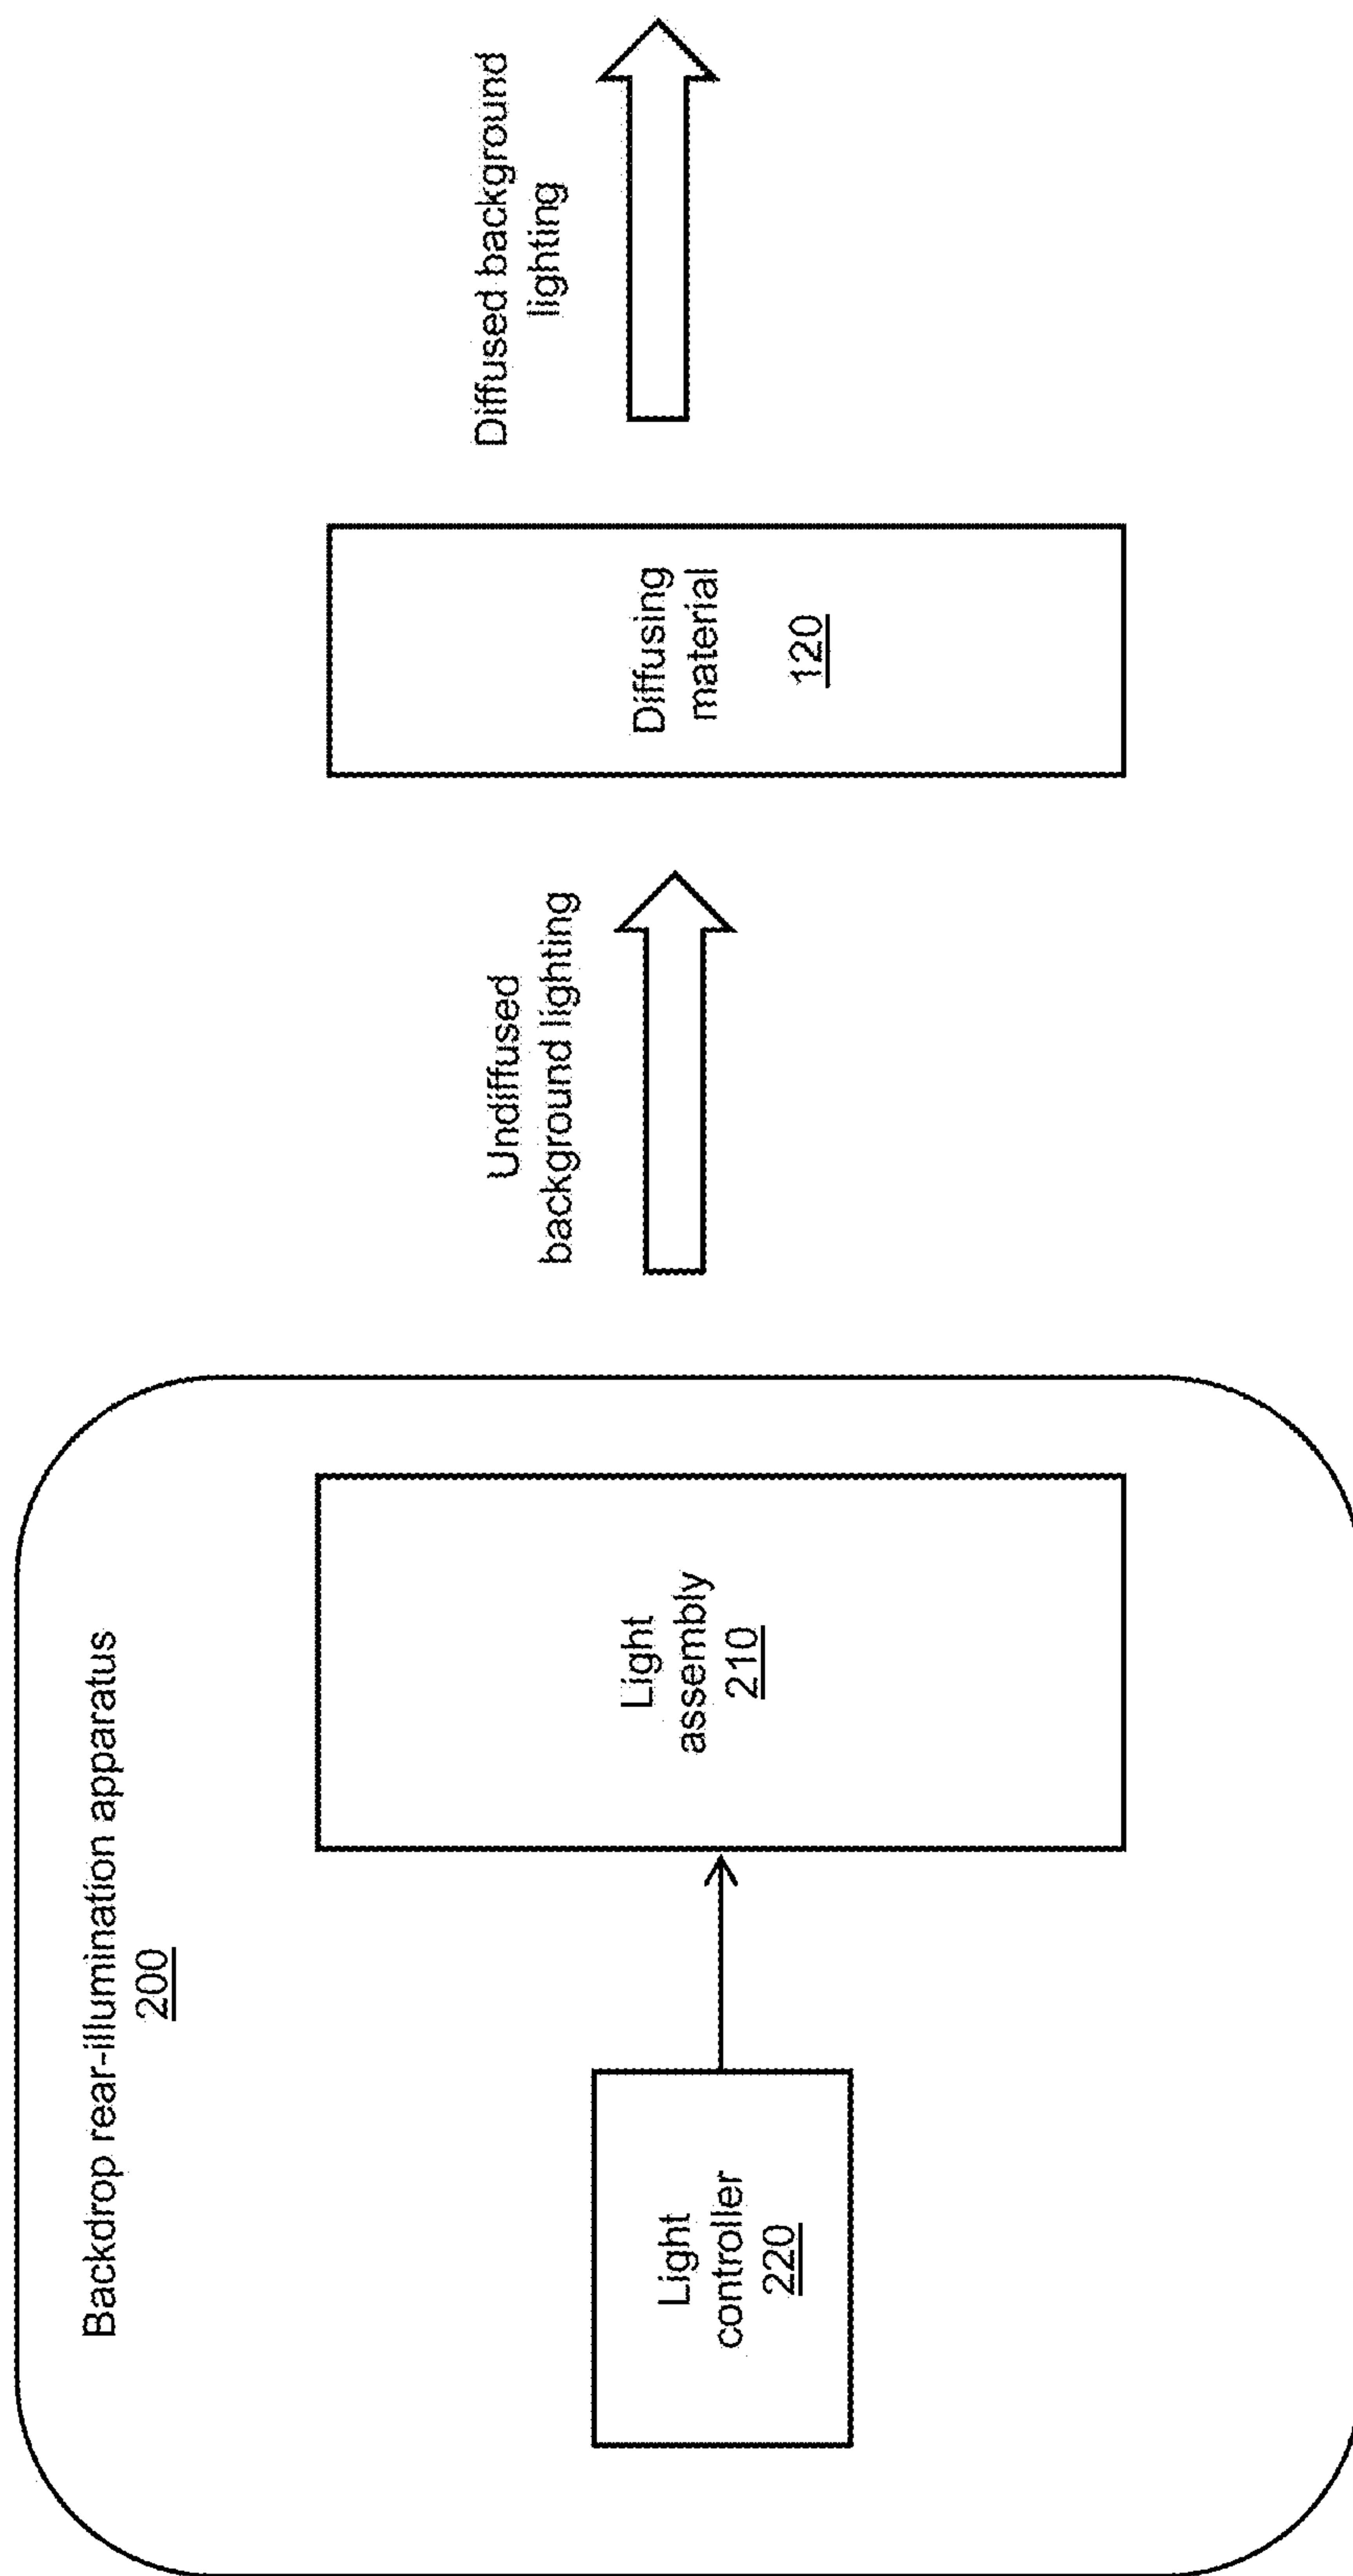 Backdrop rear-illumination apparatus
200
Light
controller
220
Light
assembly
210
Undiffused
background lighting
Diffusing
material
120
Diffused background
lighting